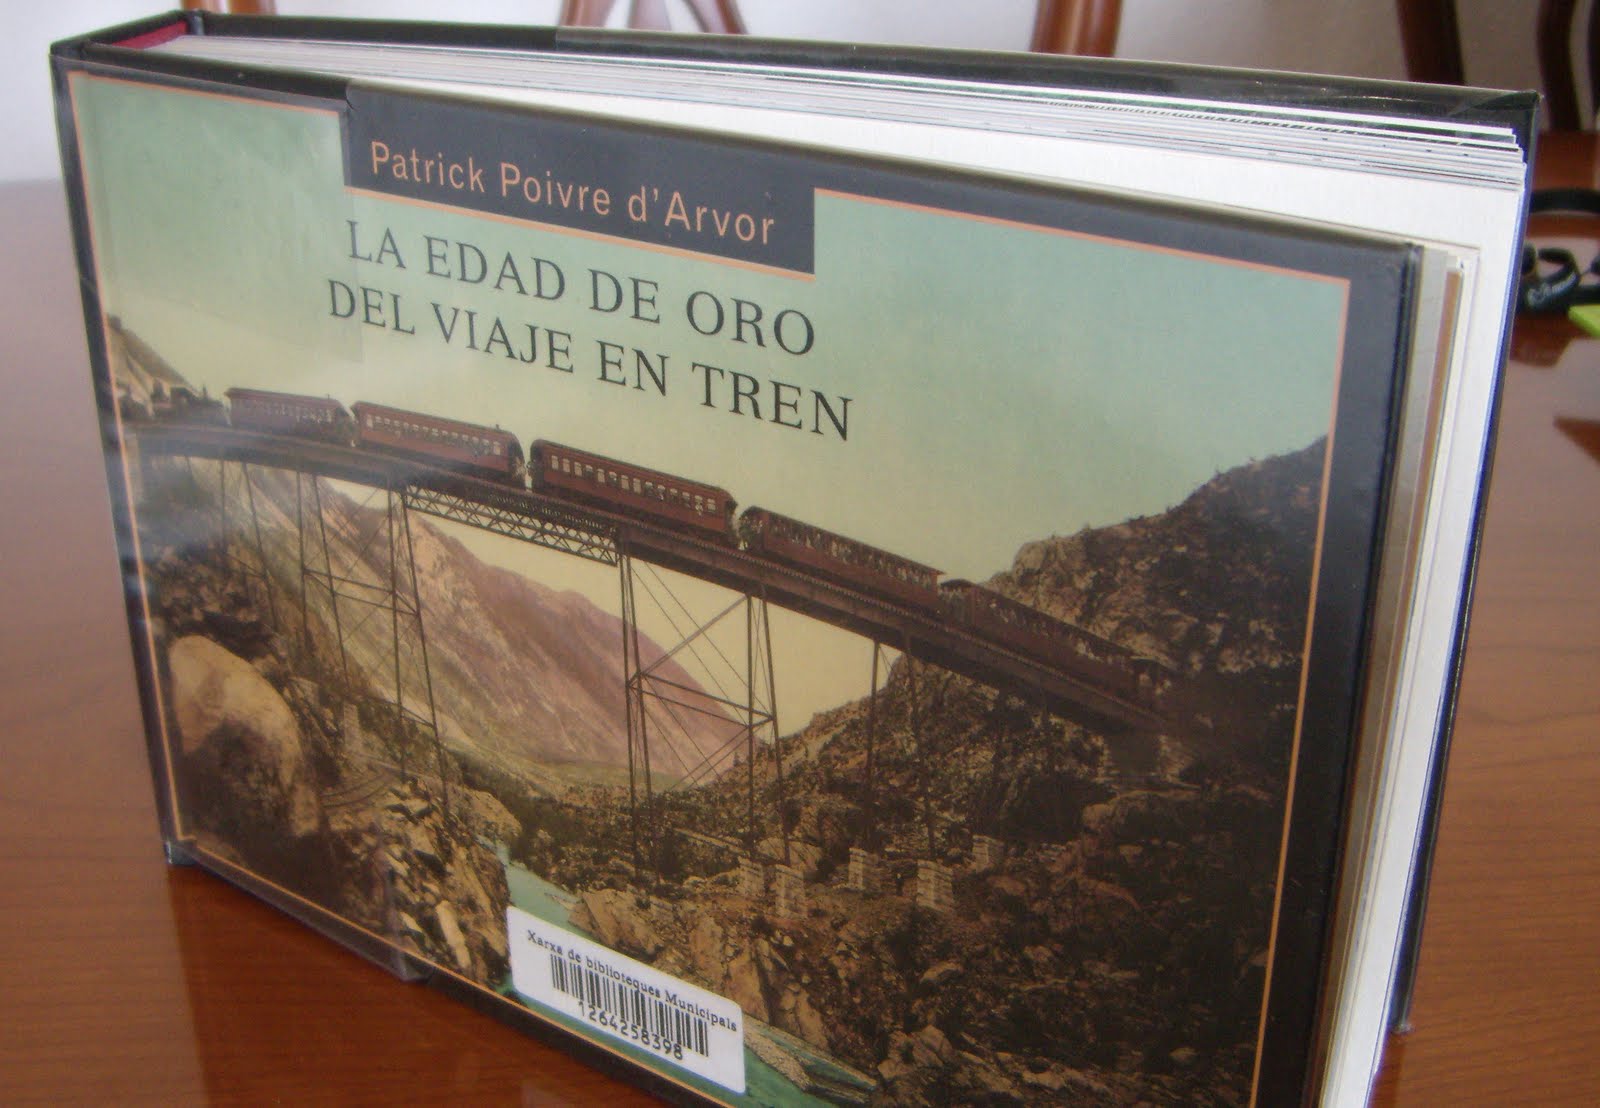 Patrick Poivre d'Arvor
LA EDAD DE ORO
DEL VIAJE EN TREN
Xarxa de biblioteques Municipals
1264258398